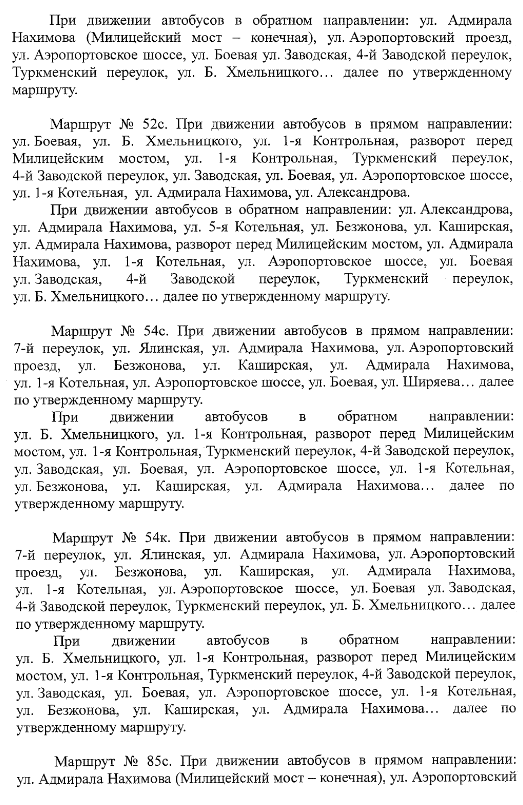 При движении автобусов в обратном направлении: ул. Адмирала
Нахимова (Милицейский мост – конечная), ул. Аэропортовский проезд,
ул. Аэропортовское шоссе, ул. Боевая ул. Заводская, 4-й Заводской переулок,
Туркменский переулок, ул. Б. Хмельницкого… далее по утвержденному
маршруту.
Маршрут № 52с. При движении автобусов в прямом направлении:
ул. Боевая, ул. Б. Хмельницкого, ул. 1-я Контрольная, разворот перед
Милицейским мостом, ул. 1-я Контрольная, Туркменский переулок,
4-й Заводской переулок, ул. Заводская, ул. Боевая, ул. Аэропортовское шоссе,
ул. 1-я Котельная, ул. Адмирала Нахимова, ул. Александрова.
При движении автобусов в обратном направлении: ул. Александрова,
ул. Адмирала Нахимова, ул. 5-я Котельная, ул. Безжонова, ул. Каширская,
ул. Адмирала Нахимова, разворот перед Милицейским мостом, ул. Адмирала
Нахимова, ул. 1-я Котельная, ул. Аэропортовское шоссе, ул. Боевая
ул. Заводская, 4-й Заводской переулок, Туркменский переулок,
ул. Б. Хмельницкого… далее по утвержденному маршруту.
Маршрут № 54с. При движении автобусов в прямом направлении:
7-й переулок, ул. Ялинская, ул. Адмирала Нахимова, ул. Аэропортовский
проезд, ул. Безжонова, ул. Каширская, ул. Адмирала Нахимова,
ул. 1-я Котельная, ул. Аэропортовское шоссе, ул. Боевая, ул. Ширяева… далее
по утвержденному маршруту.
При движении автобусов в обратном направлении:
ул. Б. Хмельницкого, ул. 1-я Контрольная, разворот перед Милицейским
мостом, ул. 1-я Контрольная, Туркменский переулок, 4-й Заводской переулок,
ул. Заводская, ул. Боевая, ул. Аэропортовское шоссе, ул. 1-я Котельная,
ул. Безжонова, ул. Каширская, ул. Адмирала Нахимова… далее по
утвержденному маршруту.
Маршрут № 54к. При движении автобусов в прямом направлении:
7-й переулок, ул. Ялинская, ул. Адмирала Нахимова, ул. Аэропортовский
проезд, ул. Безжонова, ул. Каширская, ул. Адмирала Нахимова,
ул. 1-я Котельная, ул. Аэропортовское шоссе, ул. Боевая ул. Заводская,
4-й Заводской переулок, Туркменский переулок, ул. Б. Хмельницкого… далее
по утвержденному маршруту.
При движении автобусов в обратном направлении:
ул. Б. Хмельницкого, ул. 1-я Контрольная, разворот перед Милицейским
мостом, ул. 1-я Контрольная, Туркменский переулок, 4-й Заводской переулок,
ул. Заводская, ул. Боевая, ул. Аэропортовское шоссе, ул. 1-я Котельная,
ул. Безжонова, ул. Каширская, ул. Адмирала Нахимова… далее по
утвержденному маршруту.
Маршрут № 85с. При движении автобусов в прямом направлении:
ул. Адмирала Нахимова (Милицейский мост – конечная), ул. Аэропортовский